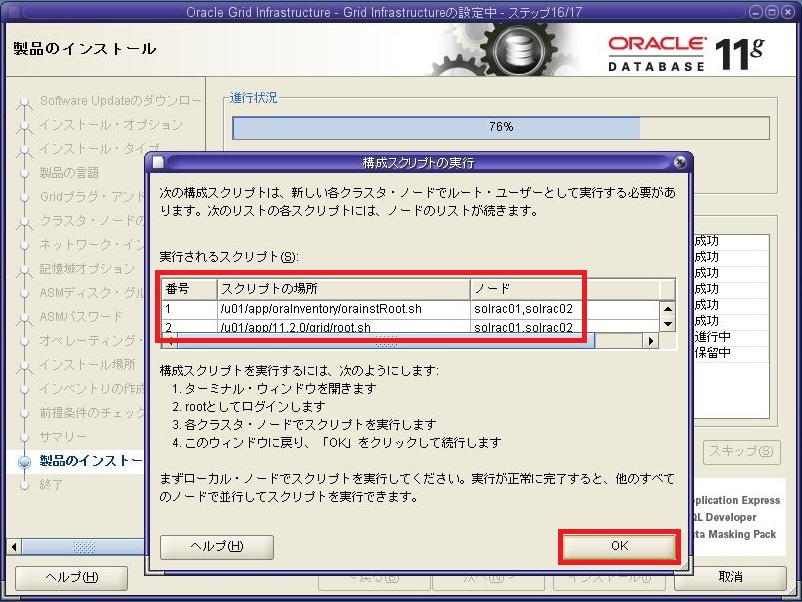 Oracle Grid Infrastructure - Grid Infrastructureの設定中 - ステップ16/17
製品のインストール
ORACLE
DATABASE 11g
Software Updateのダウンロー
インストール・オプション
インストール・タイプ
製品の言語
Gridプラグ・アンド
クラスタ・ノードの
ネットワーク・イン
記憶域オプション
ASMディスク・グル
ASMパスワード
オペレーティング・
インストール場所
インベントリの作成
前提条件のチェック
サマリー
製品のインストー
終了
進行状況
76%
構成スクリプトの実行
次の構成スクリプトは、新しい各クラスタ・ノードでルート・ユーザーとして実行する必要があ
ります。次のリストの各スクリプトには、ノードのリストが続きます。
実行されるスクリプト(S):
番号 スクリプトの場所 ノード
1 /u01/app/oraInventory/orainstRoot.sh solrac01,solrac02
2 /u01/app/11.2.0/grid/root.sh solrac01,solrac02
構成スクリプトを実行するには、次のようにします:
1. ターミナル・ウィンドウを開きます
2. rootとしてログインします
3. 各クラスタ・ノードでスクリプトを実行します
4. このウィンドウに戻り、「OK」をクリックして続行します
まずローカル・ノードでスクリプトを実行してください。実行が正常に完了すると、他のすべて
のノードで並行してスクリプトを実行できます。
ヘルプ(H) OK
成功
成功
成功
成功
成功
成功
進行中
保留中
スキップ(S)
plication Express
QL Developer
ta Masking Pack
ヘルプ(H) <戻る(B) 次へ(N)> インストール(I) 取消